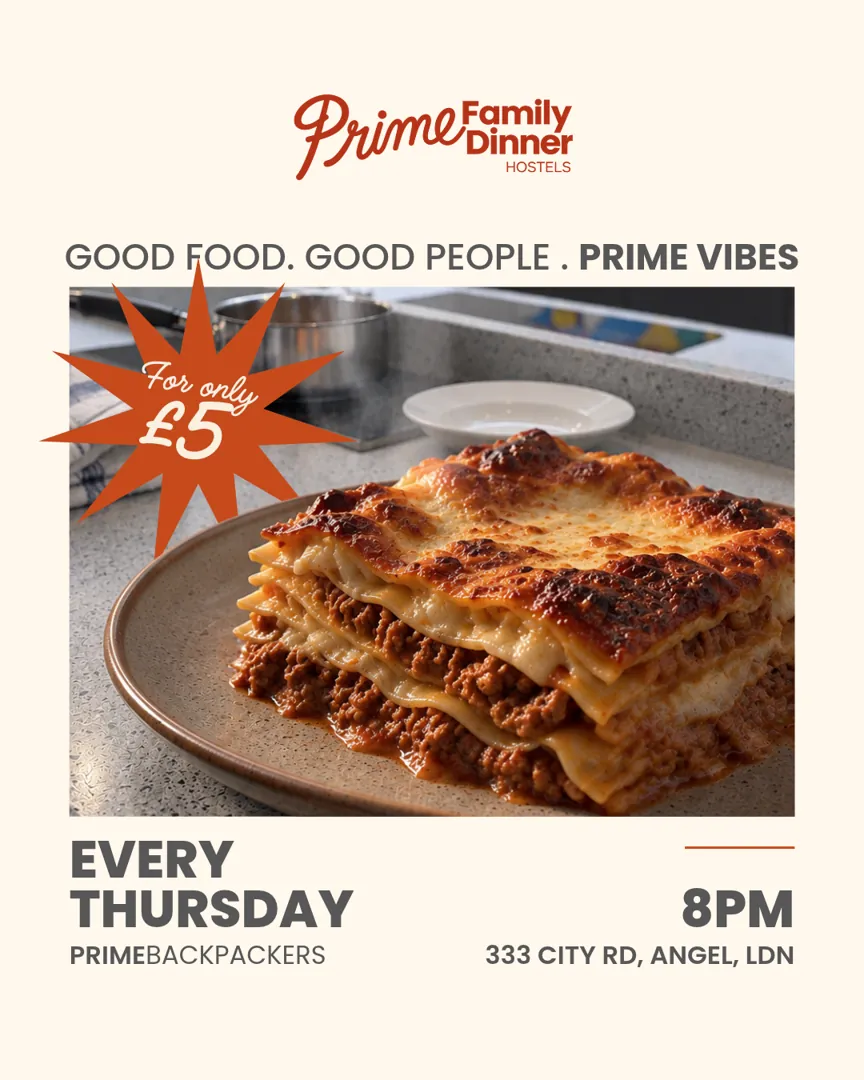 Prime Family
Dinner
HOSTELS
GOOD FOOD. GOOD PEOPLE . PRIME VIBES
For only
£5
EVERY
THURSDAY
PRIMEBACKPACKERS
8PM
333 CITY RD, ANGEL, LDN